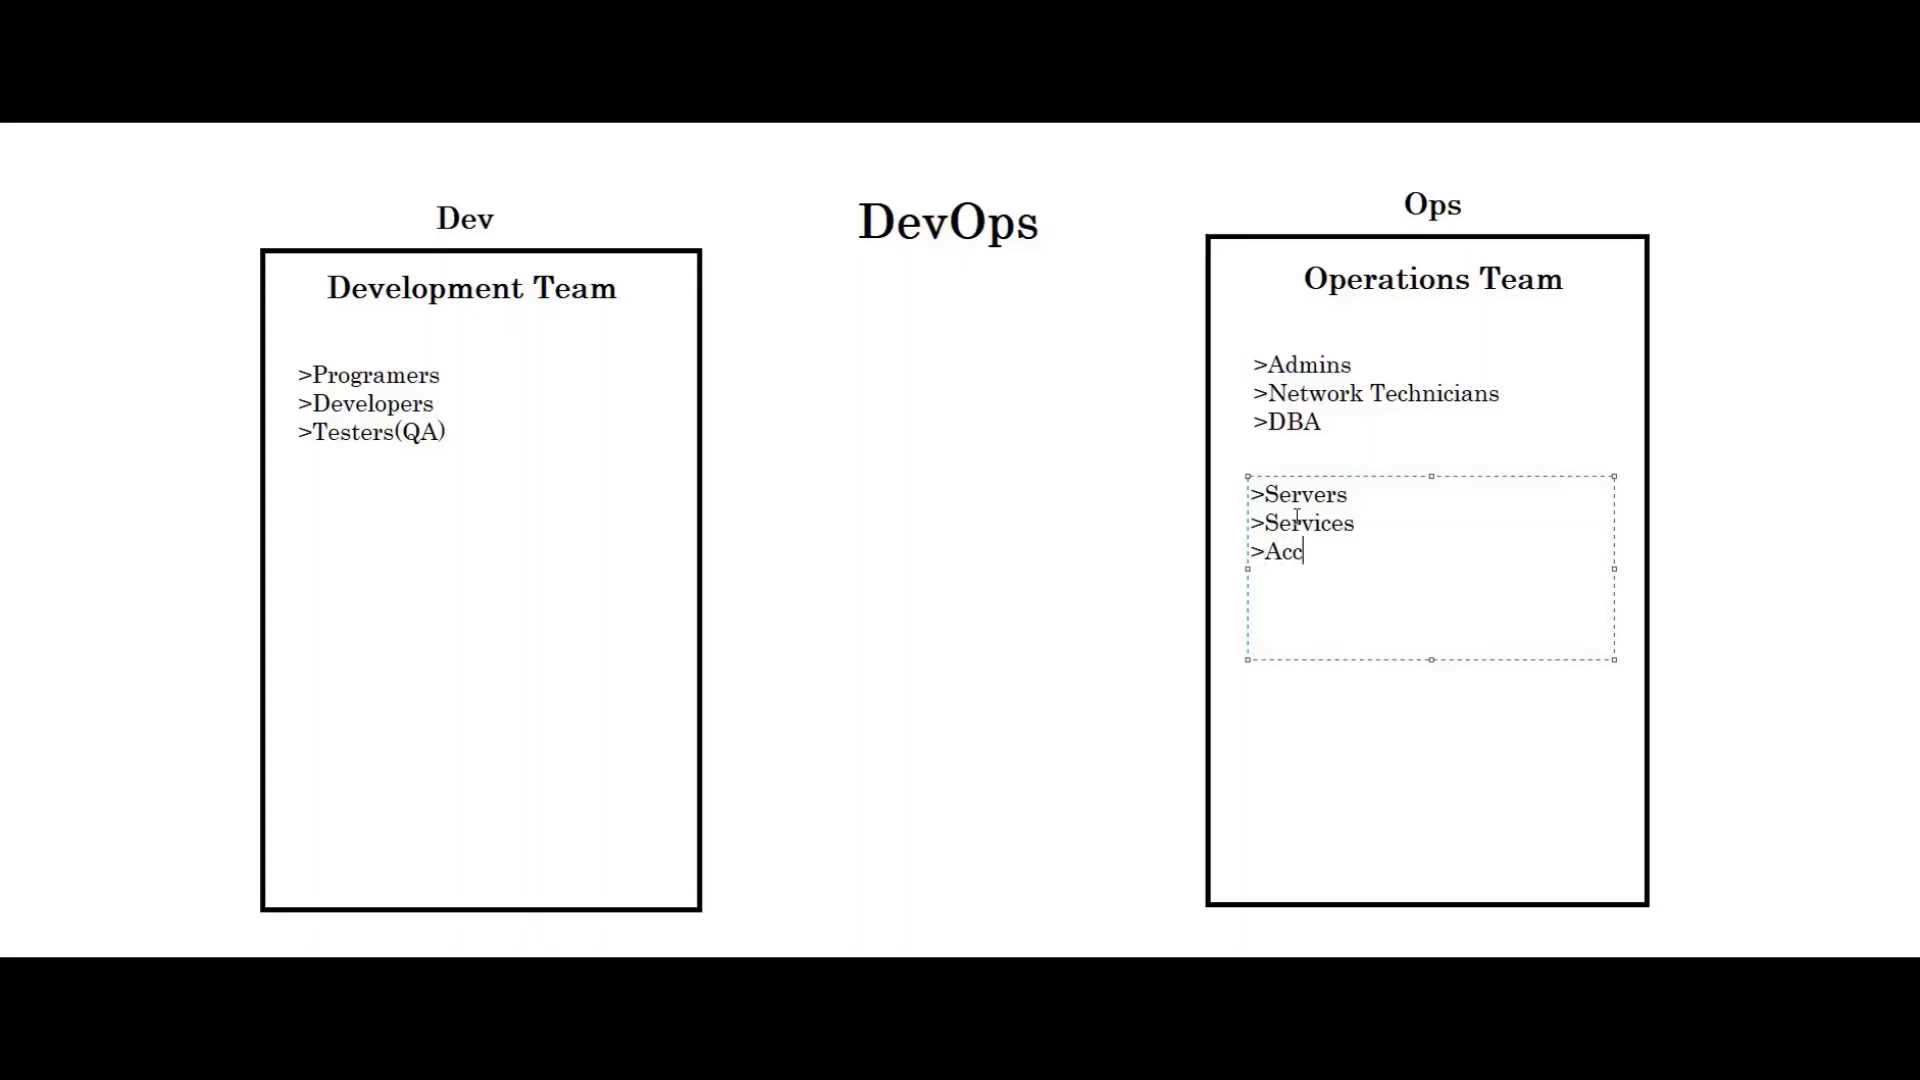 DevOps
Dev
Development Team
>Programers
>Developers
>Testers(QA)
Ops
Operations Team
>Admins
>Network Technicians
>DBA
>Servers
>Services
>Acc